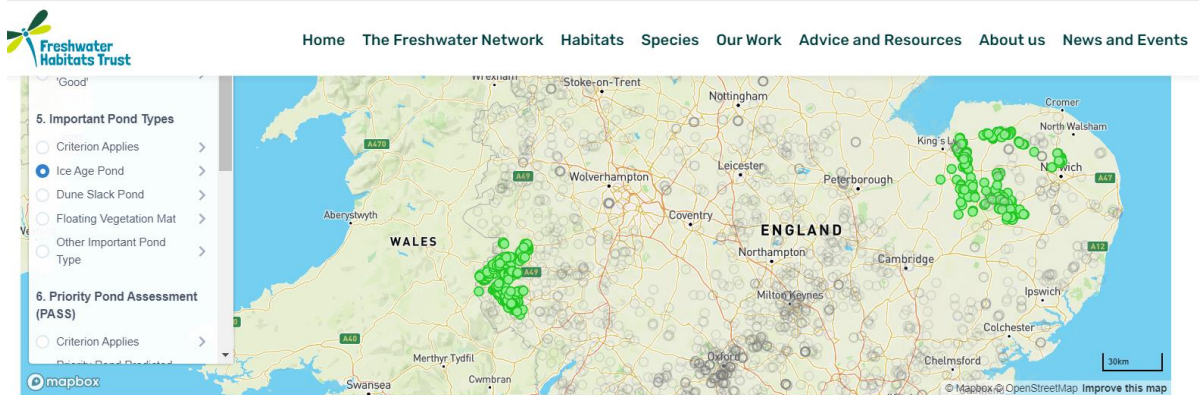 Freshwater
Habitats Trust
Home The Freshwater Network Habitats Species Our Work Advice and Resources About us News and Events
'Good'
5. Important Pond Types
Criterion Applies
Ice Age Pond
Dune Slack Pond
Floating Vegetation Mat
Other Important Pond
Type
6. Priority Pond Assessment
(PASS)
Criterion Applies
mapbox
Wrexham
Stoke-on-Trent
Nottingham
Cromer
North Walsham
A470
King's L
A49
Wolverhampton
Leicester
Peterborough
A47
Aberystwyth
Coventry
WALES
ENGLAND
Northampton
Cambridge
A12
A49
Milton Keynes
Ipswich
Colchester
A40
Merthyr Tydfil
Oxford
Chelmsford
30km
Swansea
Cwmbran
© Mapbox © OpenStreetMap Improve this map